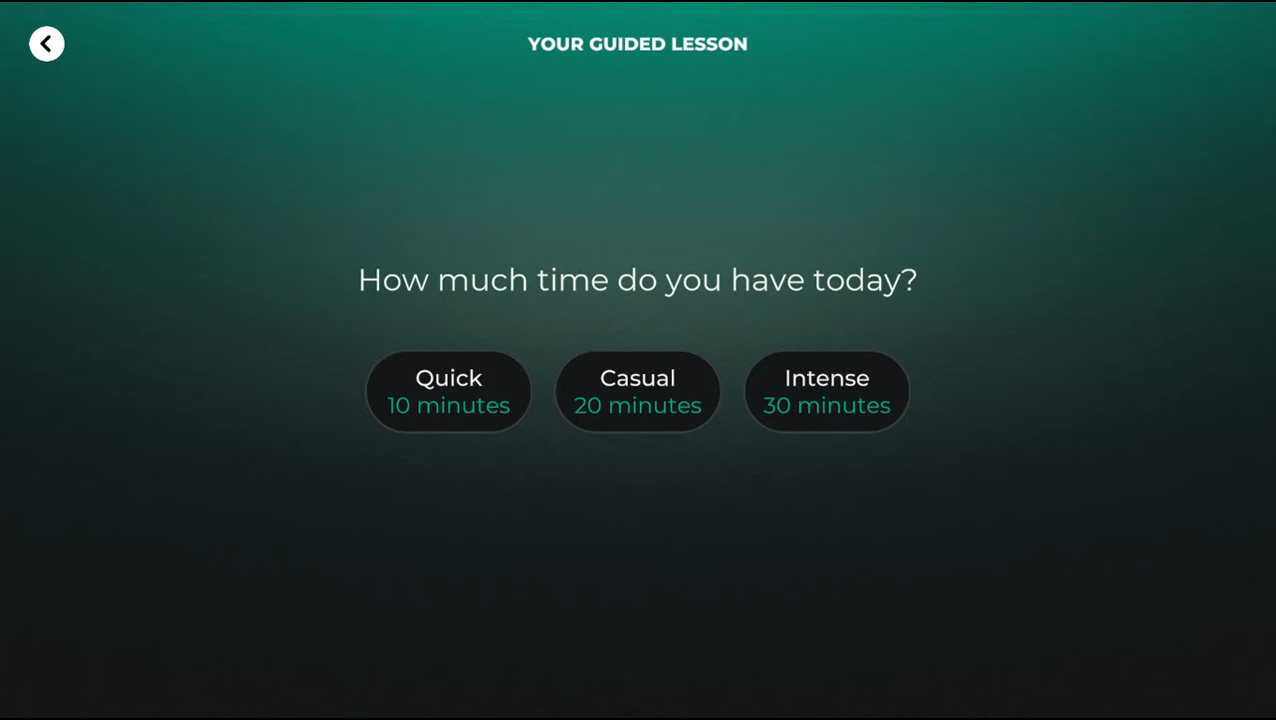 YOUR GUIDED LESSON
How much time do you have today?
Quick
10 minutes
Casual
20 minutes
Intense
30 minutes